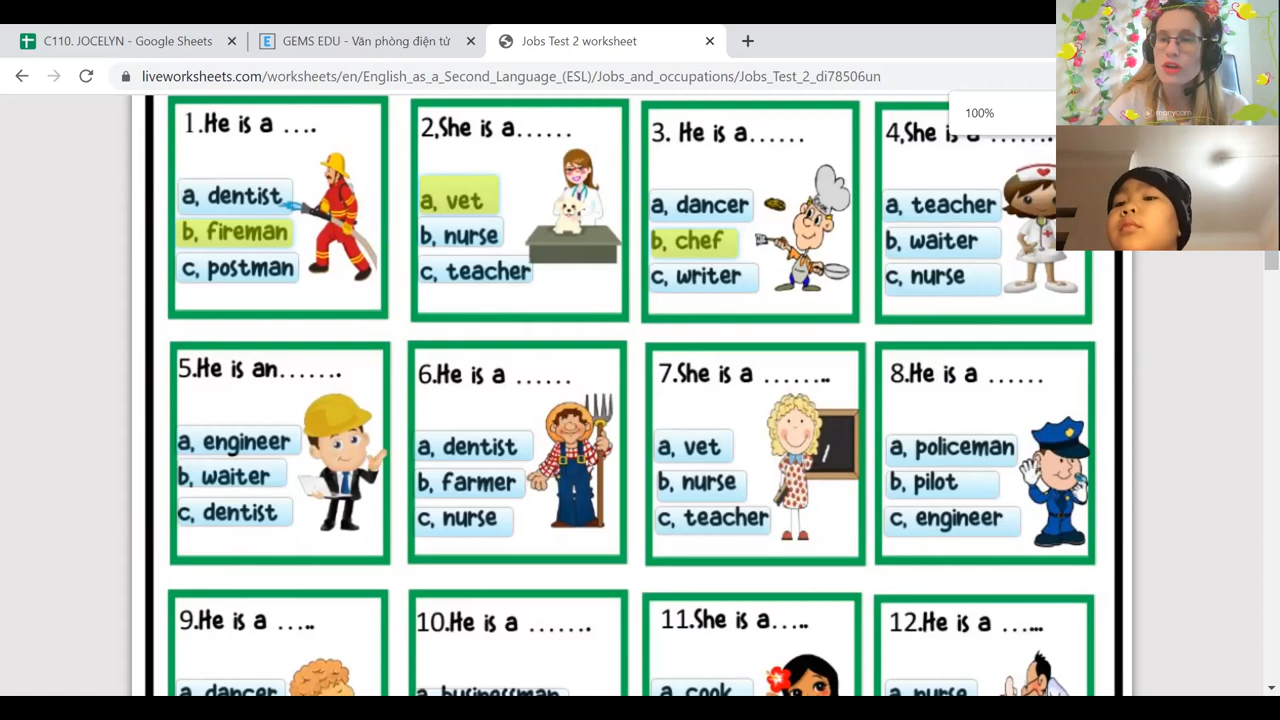 C110. JOCELYN - Google Sheets
GEMS EDU - Văn phòng điện tử
Jobs Test 2 worksheet
liveworksheets.com/worksheets/en/English_as_a_Second_Language_(ESL)/Jobs_and_occupations/Jobs_Test_2_di78506un
100%
manycam
1.He is a ....
a, dentist
b, fireman
c, postman
2,She is a......
a, vet
b, nurse
c, teacher
3. He is a......
a, dancer
b, chef
c, writer
4,She is a .......
a, teacher
b, waiter
c, nurse
5.He is an.......
a, engineer
b, waiter
c, dentist
6.He is a ......
a, dentist
b, farmer
c, nurse
7.She is a ........
a, vet
b, nurse
c, teacher
8.He is a ......
a, policeman
b, pilot
c, engineer
9.He is a .....
a, dancer
10.He is a .......
a, businessman
11.She is a.....
a, cook
12.He is a ......
a, nurse